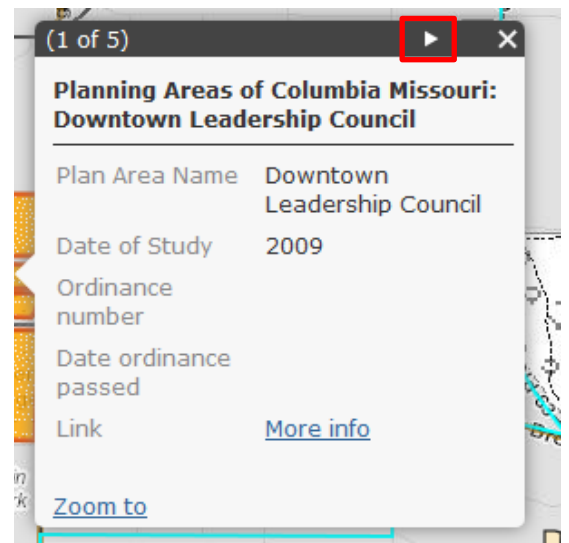 (1 of 5)
Planning Areas of Columbia Missouri:
Downtown Leadership Council
Plan Area Name Downtown
Leadership Council
Date of Study 2009
Ordinance
number
Date ordinance
passed
Link More info
Zoom to